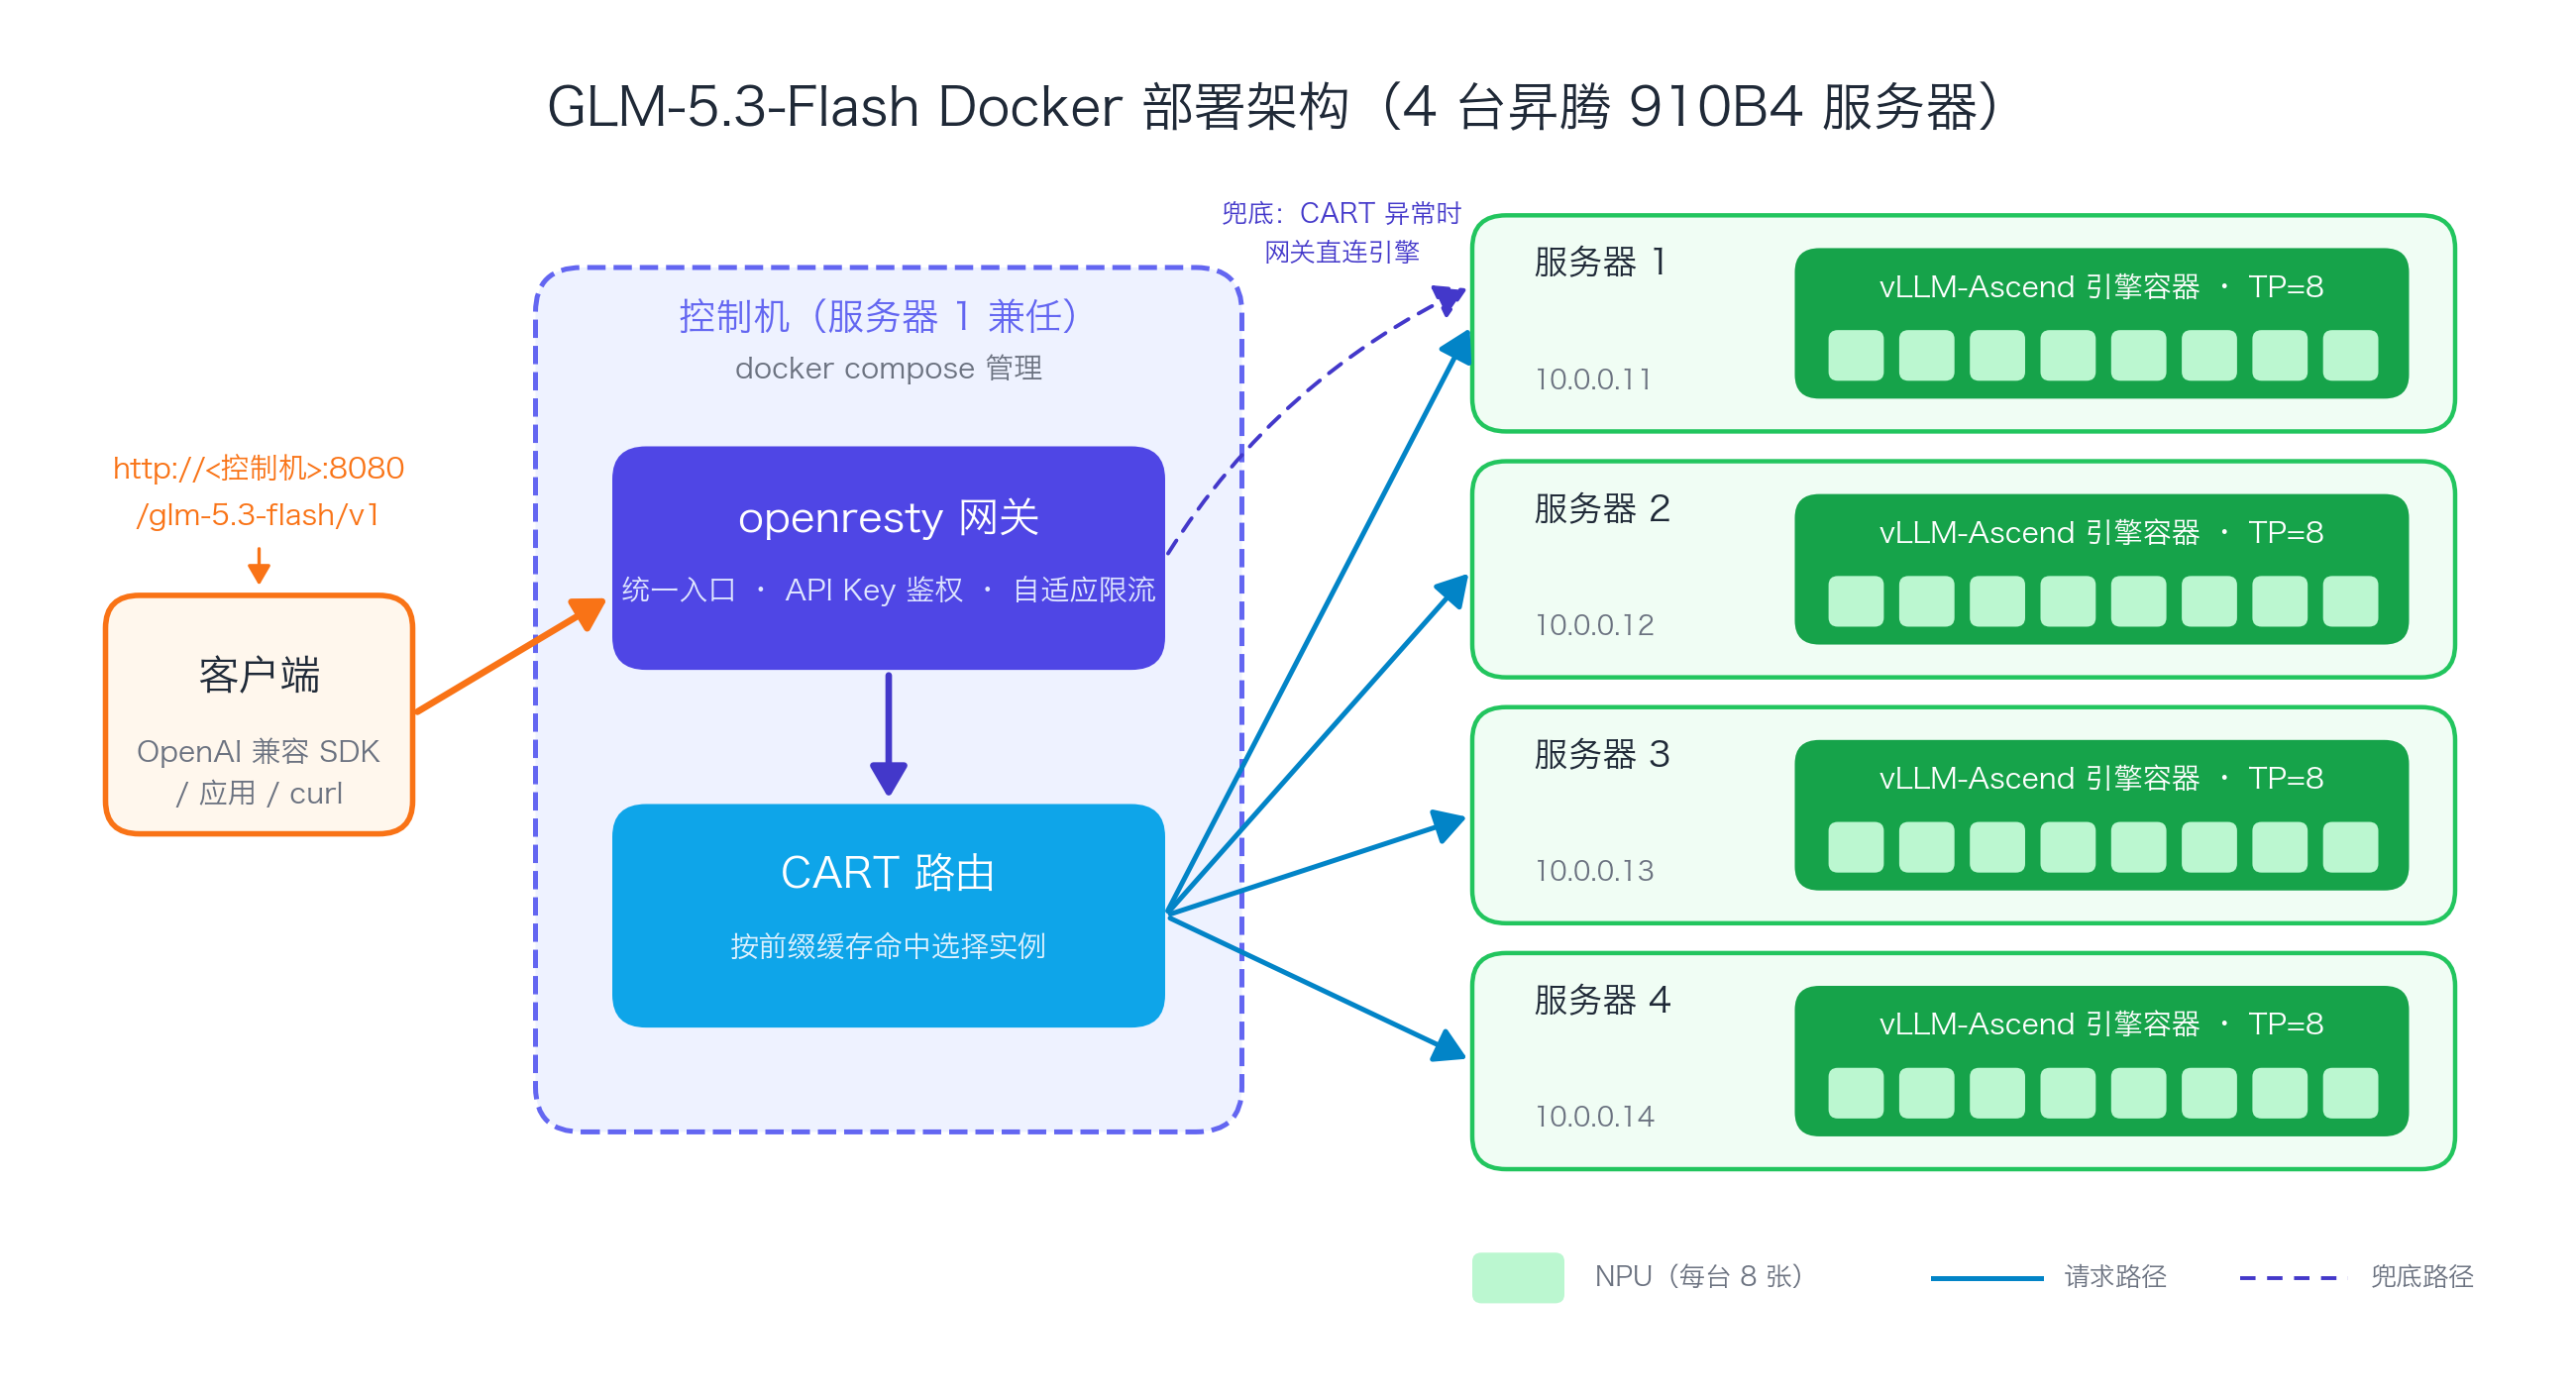 GLM-5.3-Flash Docker 部署架构（4 台昇腾 910B4 服务器）
兜底：CART 异常时
网关直连引擎
http://<控制机>:8080
/glm-5.3-flash/v1
客户端
OpenAI 兼容 SDK
/ 应用 / curl
控制机（服务器 1 兼任）
docker compose 管理
openresty 网关
统一入口 · API Key 鉴权 · 自适应限流
CART 路由
按前缀缓存命中选择实例
服务器 1
vLLM-Ascend 引擎容器 · TP=8
10.0.0.11
服务器 2
vLLM-Ascend 引擎容器 · TP=8
10.0.0.12
服务器 3
vLLM-Ascend 引擎容器 · TP=8
10.0.0.13
服务器 4
vLLM-Ascend 引擎容器 · TP=8
10.0.0.14
NPU（每台 8 张）
请求路径
兜底路径